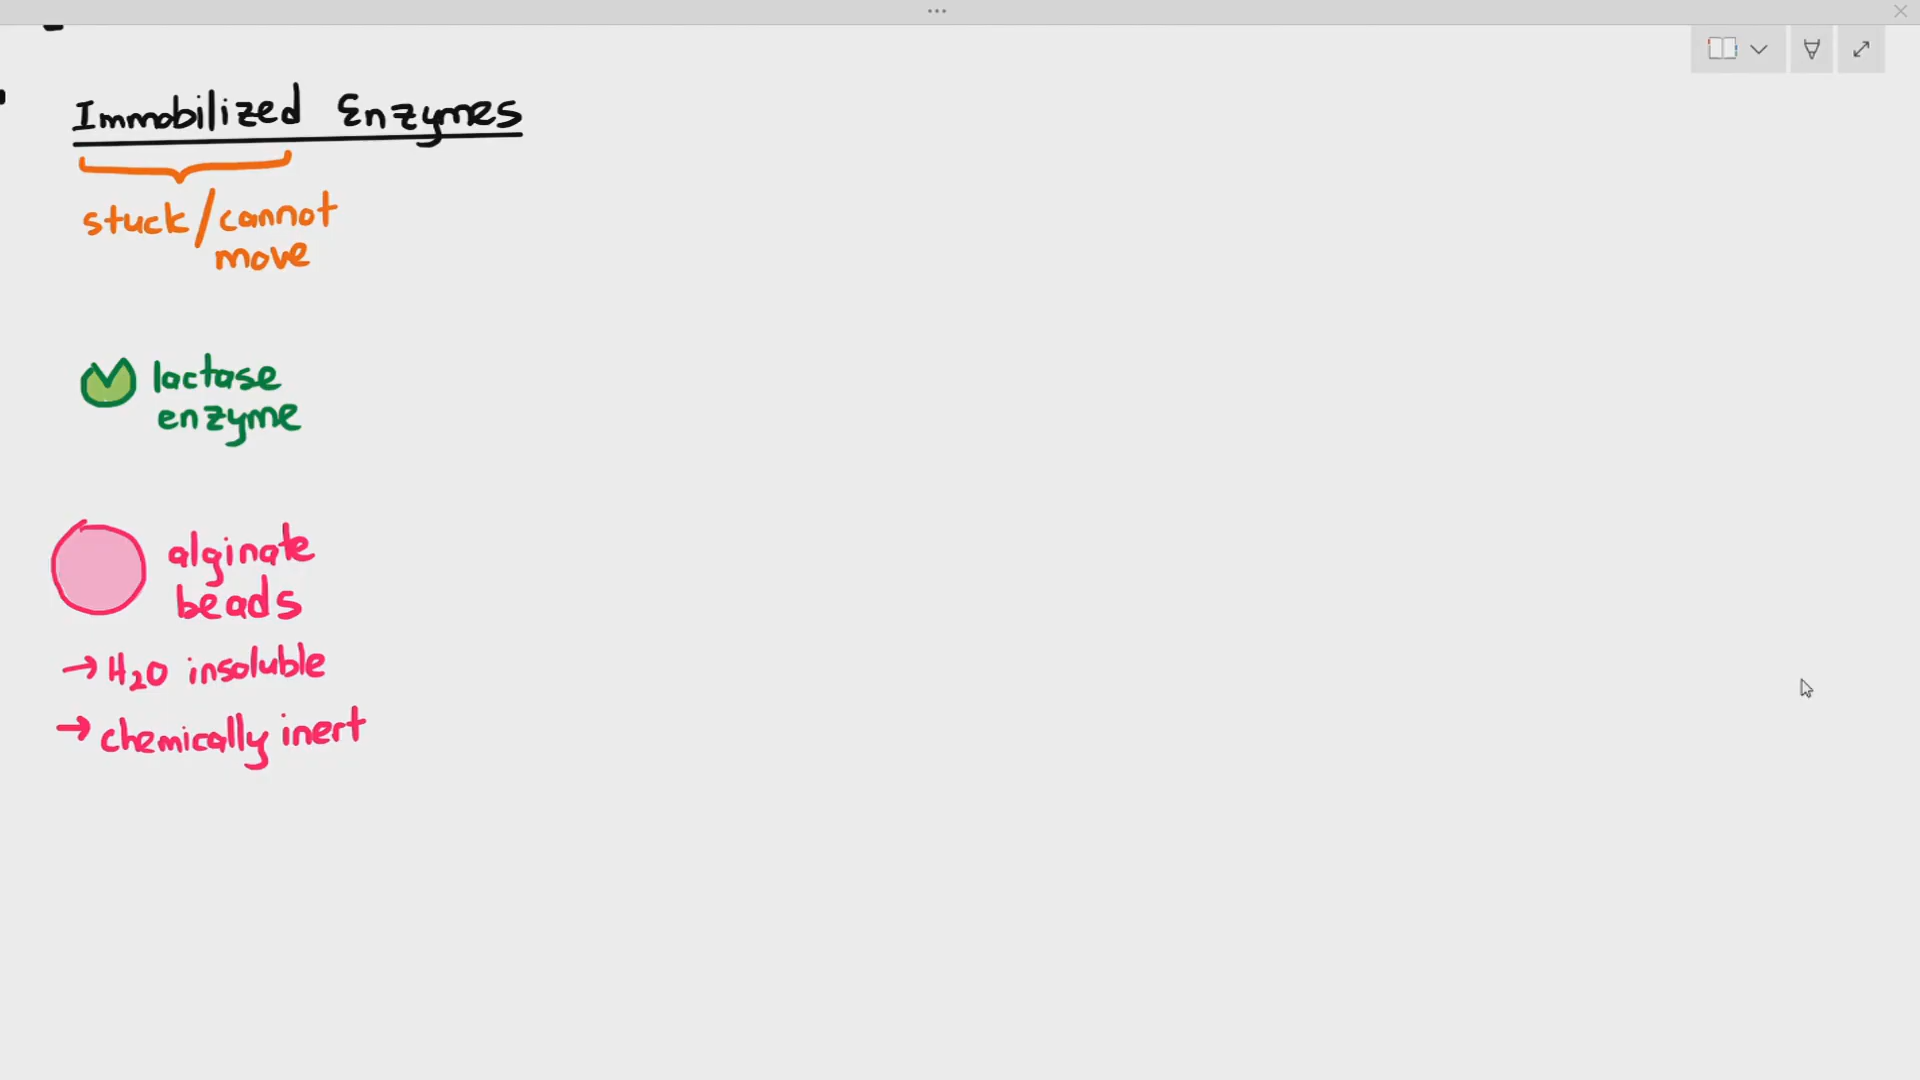 Immobilized Enzymes
stuck/cannot
move
lactase
enzyme
alginate
beads
→ H₂O insoluble
→ chemically inert